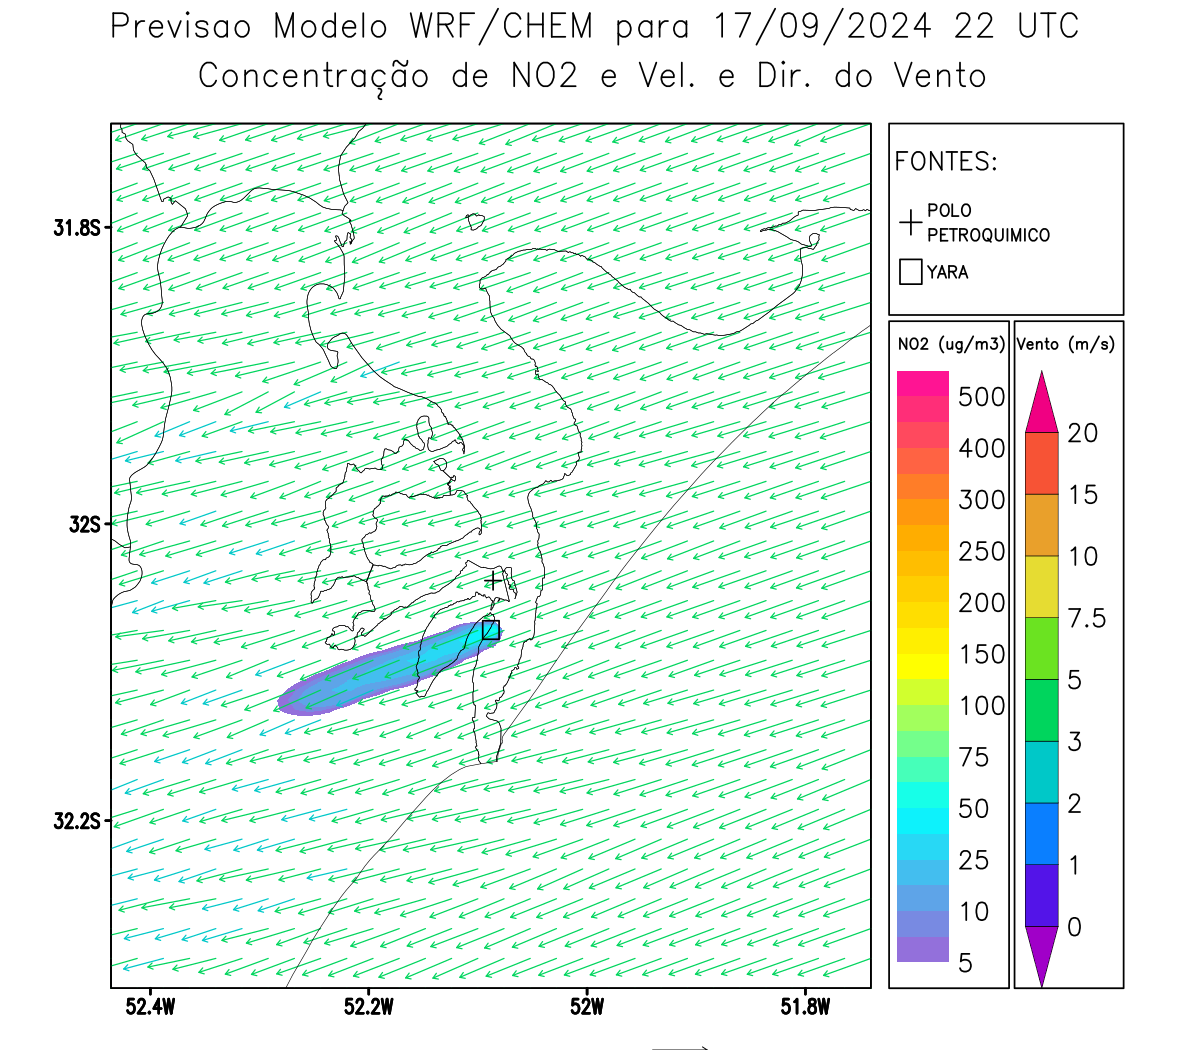 Previsao Modelo WRF/CHEM para 17/09/2024 22 UTC
Concentração de NO2 e Vel. e Dir. do Vento
FONTES:
POLO
PETROQUIMICO
YARA
NO2 (ug/m3)
500
400
300
250
200
150
100
75
50
25
10
5
Vento (m/s)
20
15
10
7.5
5
3
2
1
0
31.8S
32S
32.2S
52.4W
52.2W
52W
51.8W